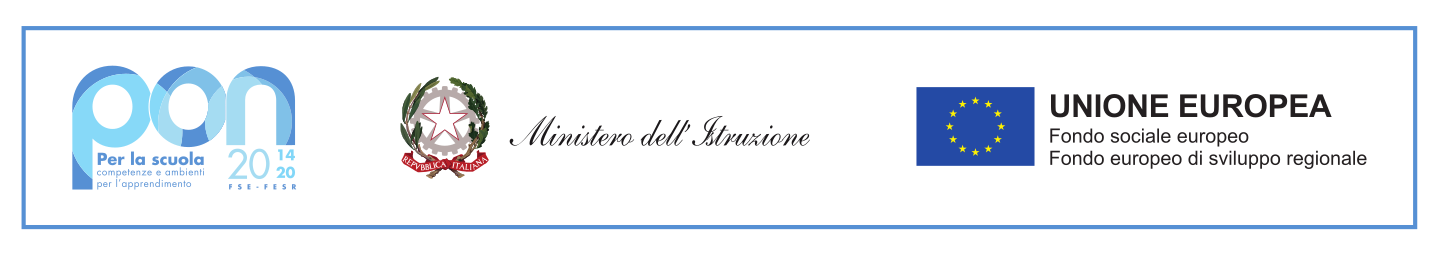 pon
Per la scuola
competenze e ambienti
per l'apprendimento
20 14
20
FSE-FESR
REPVBBLICA ITALIANA
Ministero dell'Istruzione
UNIONE EUROPEA
Fondo sociale europeo
Fondo europeo di sviluppo regionale